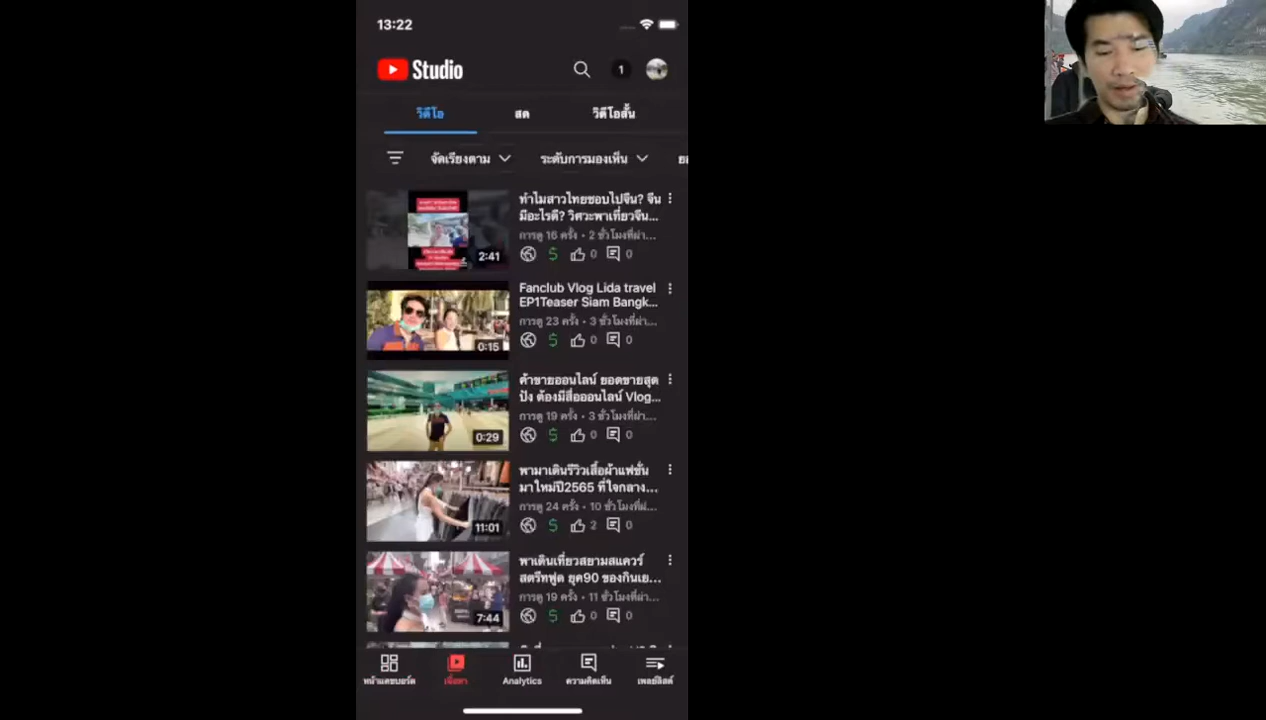 13:22
Studio
1
วิดีโอ
สด
วิดีโอสั้น
จัดเรียงตาม
ระดับการมองเห็น
ทำไมสาวไทยชอบไปจีน? จีน
มีอะไรดี? วิศวะพาเที่ยวจีน...
การดู 16 ครั้ง • 2 ชั่วโมงที่ผ่า...
2:41
0
0
Fanclub Vlog Lida travel
EP1Teaser Siam Bangk...
การดู 23 ครั้ง • 3 ชั่วโมงที่ผ่า...
0:15
0
0
ค้าขายออนไลน์ ยอดขายสุด
ปัง ต้องมีสื่อออนไลน์ Vlog...
การดู 19 ครั้ง • 3 ชั่วโมงที่ผ่า...
0:29
0
0
พามาเดินรีวิวเสื้อผ้าแฟชั่น
มาใหม่ปี2565 ที่ใจกลาง...
การดู 24 ครั้ง • 10 ชั่วโมงที่ผ่...
11:01
2
0
พาเดินเที่ยวสยามสแควร์
สตรีทฟูด ยุค90 ของกินเย...
การดู 19 ครั้ง • 11 ชั่วโมงที่ผ่า...
7:44
0
0
หน้าแดชบอร์ด
เนื้อหา
Analytics
ความคิดเห็น
เพลย์ลิสต์